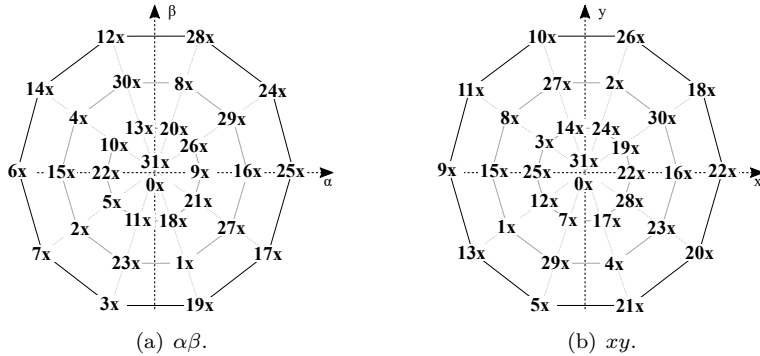 β
y
12x 28x
10x 26x
14x 30x 8x 24x
11x 27x 2x 18x
4x 29x
8x 30x
13x 20x
14x 24x
10x 26x
3x 19x
31x
31x
6x 15x 22x 9x 16x 25x
9x 15x 25x 22x 16x 22x
0x α
0x x
5x 21x
12x 28x
2x 11x 18x 27x
1x 7x 17x 23x
7x 23x 1x 17x
13x 29x 4x 20x
3x 19x
5x 21x
(a) αβ.
(b) xy.